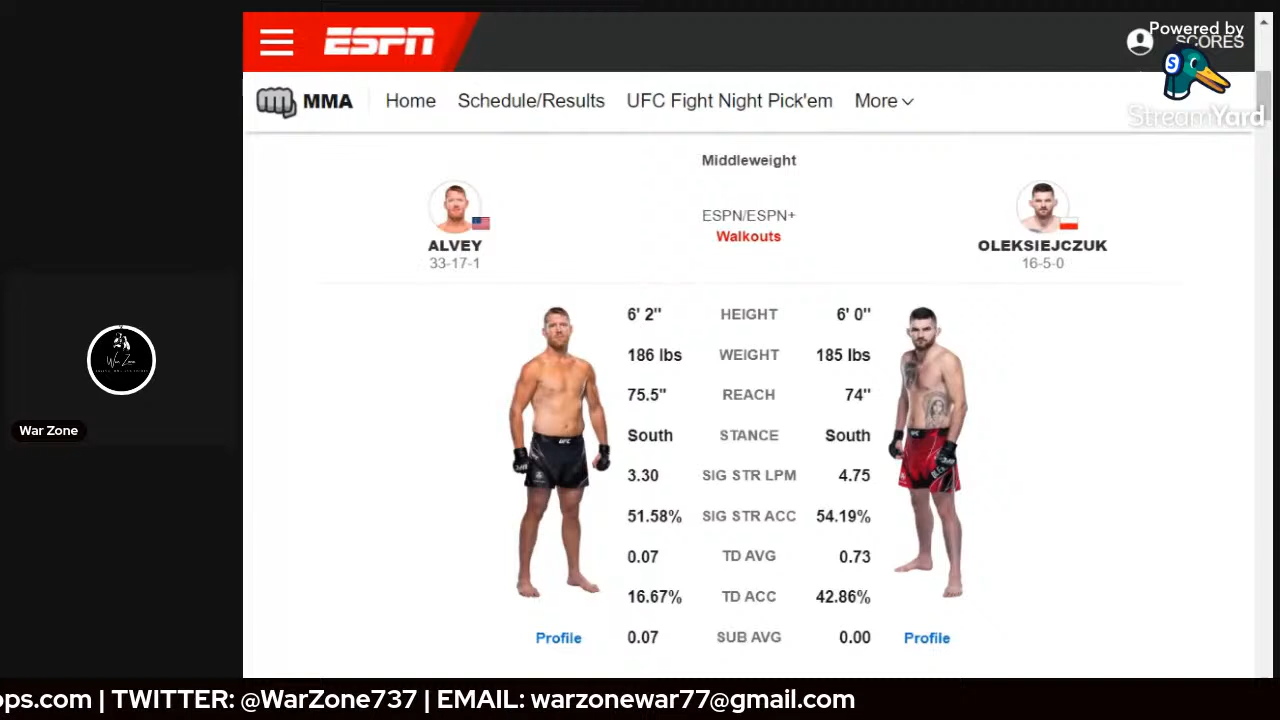 Powered by
ESPN
SCORES
StreamYard
MMA Home Schedule/Results UFC Fight Night Pick'em More
Middleweight
ALVEY
33-17-1
ESPN/ESPN+
Walkouts
OLEKSIEJCZUK
16-5-0
6' 2" HEIGHT 6' 0"
186 lbs WEIGHT 185 lbs
75.5" REACH 74"
South STANCE South
3.30 SIG STR LPM 4.75
51.58% SIG STR ACC 54.19%
0.07 TD AVG 0.73
16.67% TD ACC 42.86%
Profile 0.07 SUB AVG 0.00 Profile
War Zone
War Zone
ops.com | TWITTER: @WarZone737 | EMAIL: warzonewar77@gmail.com